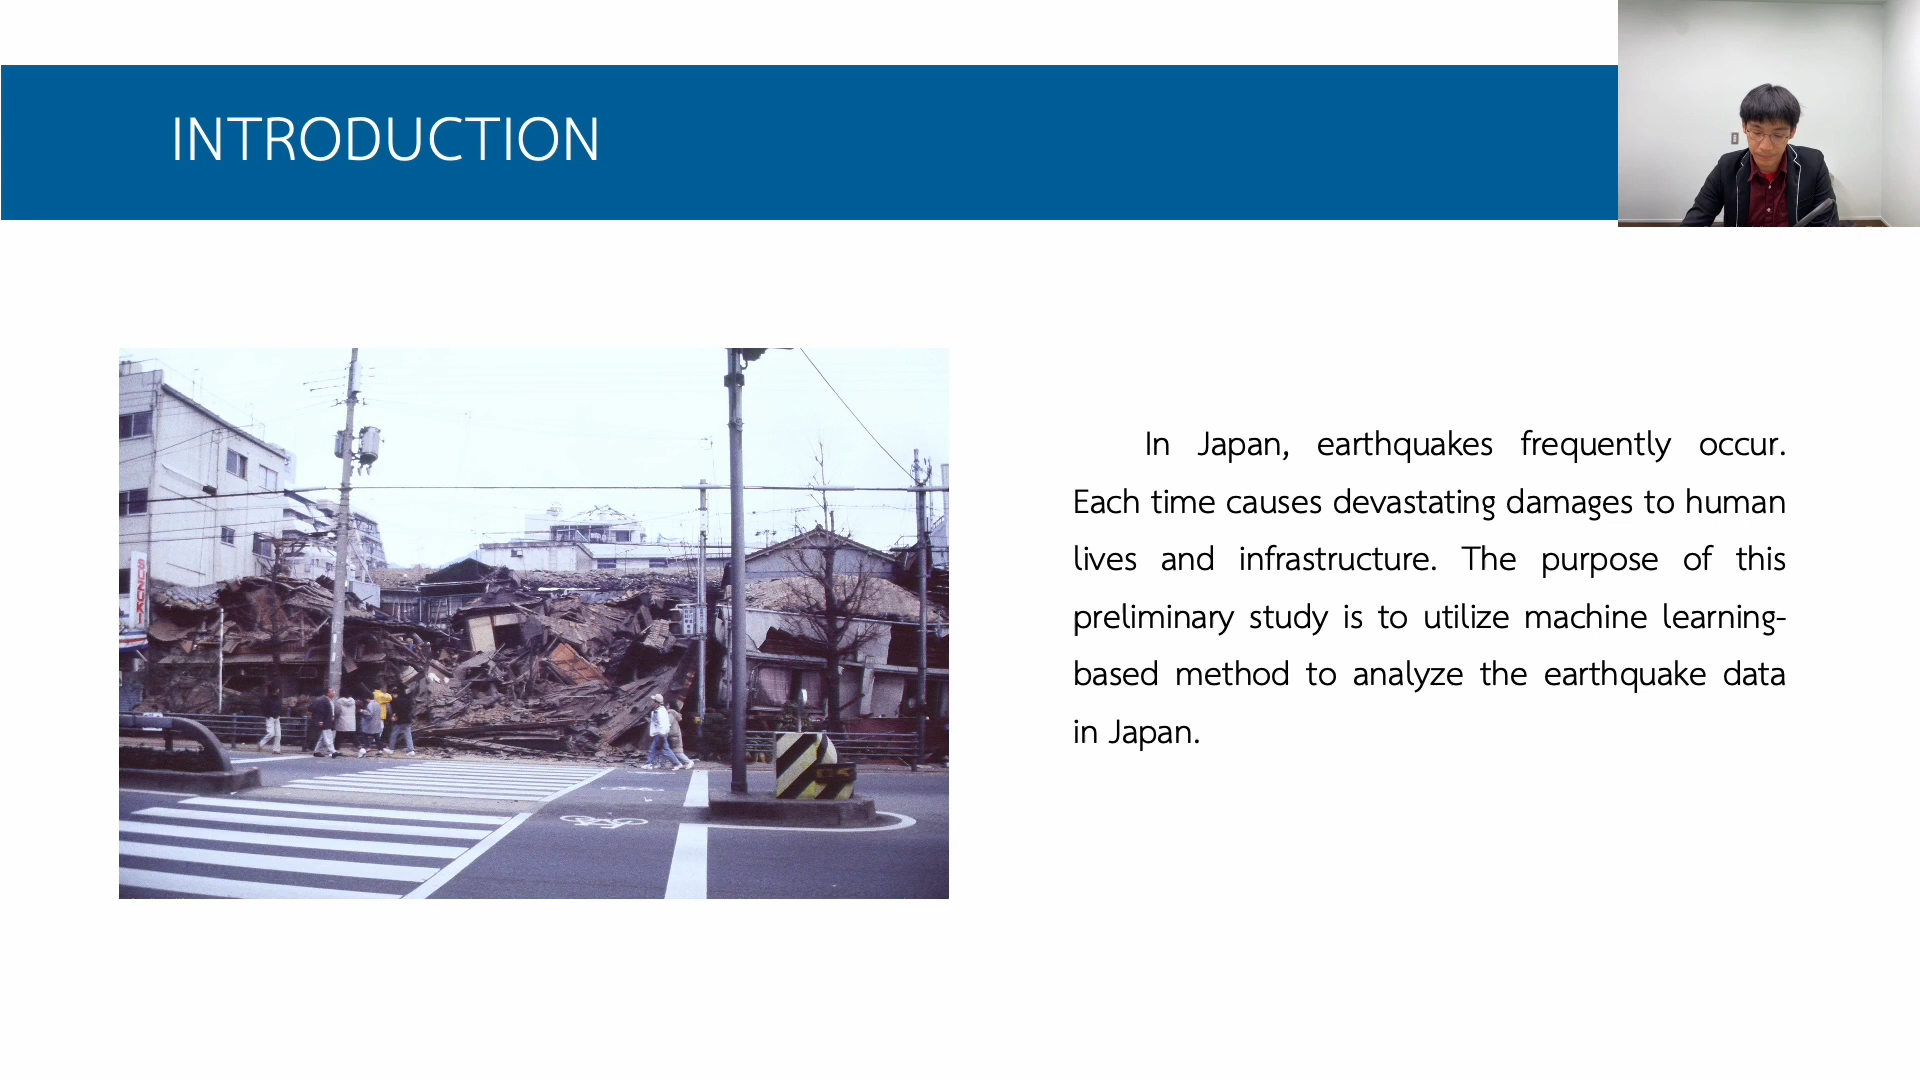 INTRODUCTION
SUZUKI
In Japan, earthquakes frequently occur.
Each time causes devastating damages to human
lives and infrastructure. The purpose of this
preliminary study is to utilize machine learning-
based method to analyze the earthquake data
in Japan.